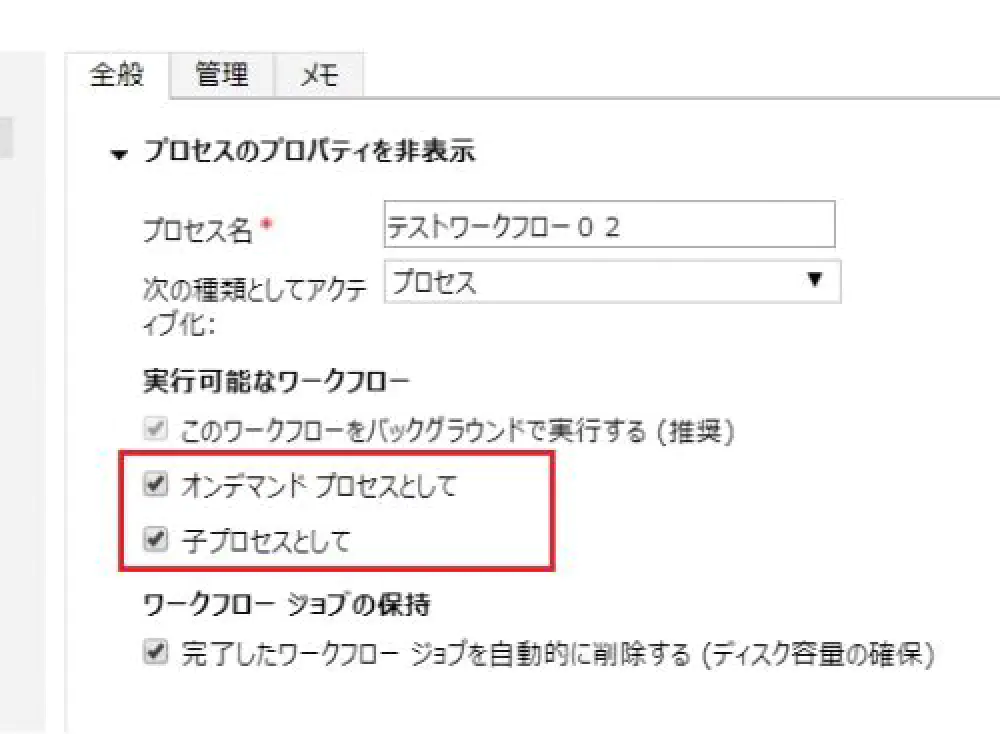 全般 管理 メモ
プロセスのプロパティを非表示
プロセス名 * テストワークフロー０２
次の種類としてアクテ プロセス
ィブ化:
実行可能なワークフロー
このワークフローをバックグラウンドで実行する (推奨)
オンデマンド プロセスとして
子プロセスとして
ワークフロー ジョブの保持
完了したワークフロー ジョブを自動的に削除する (ディスク容量の確保)